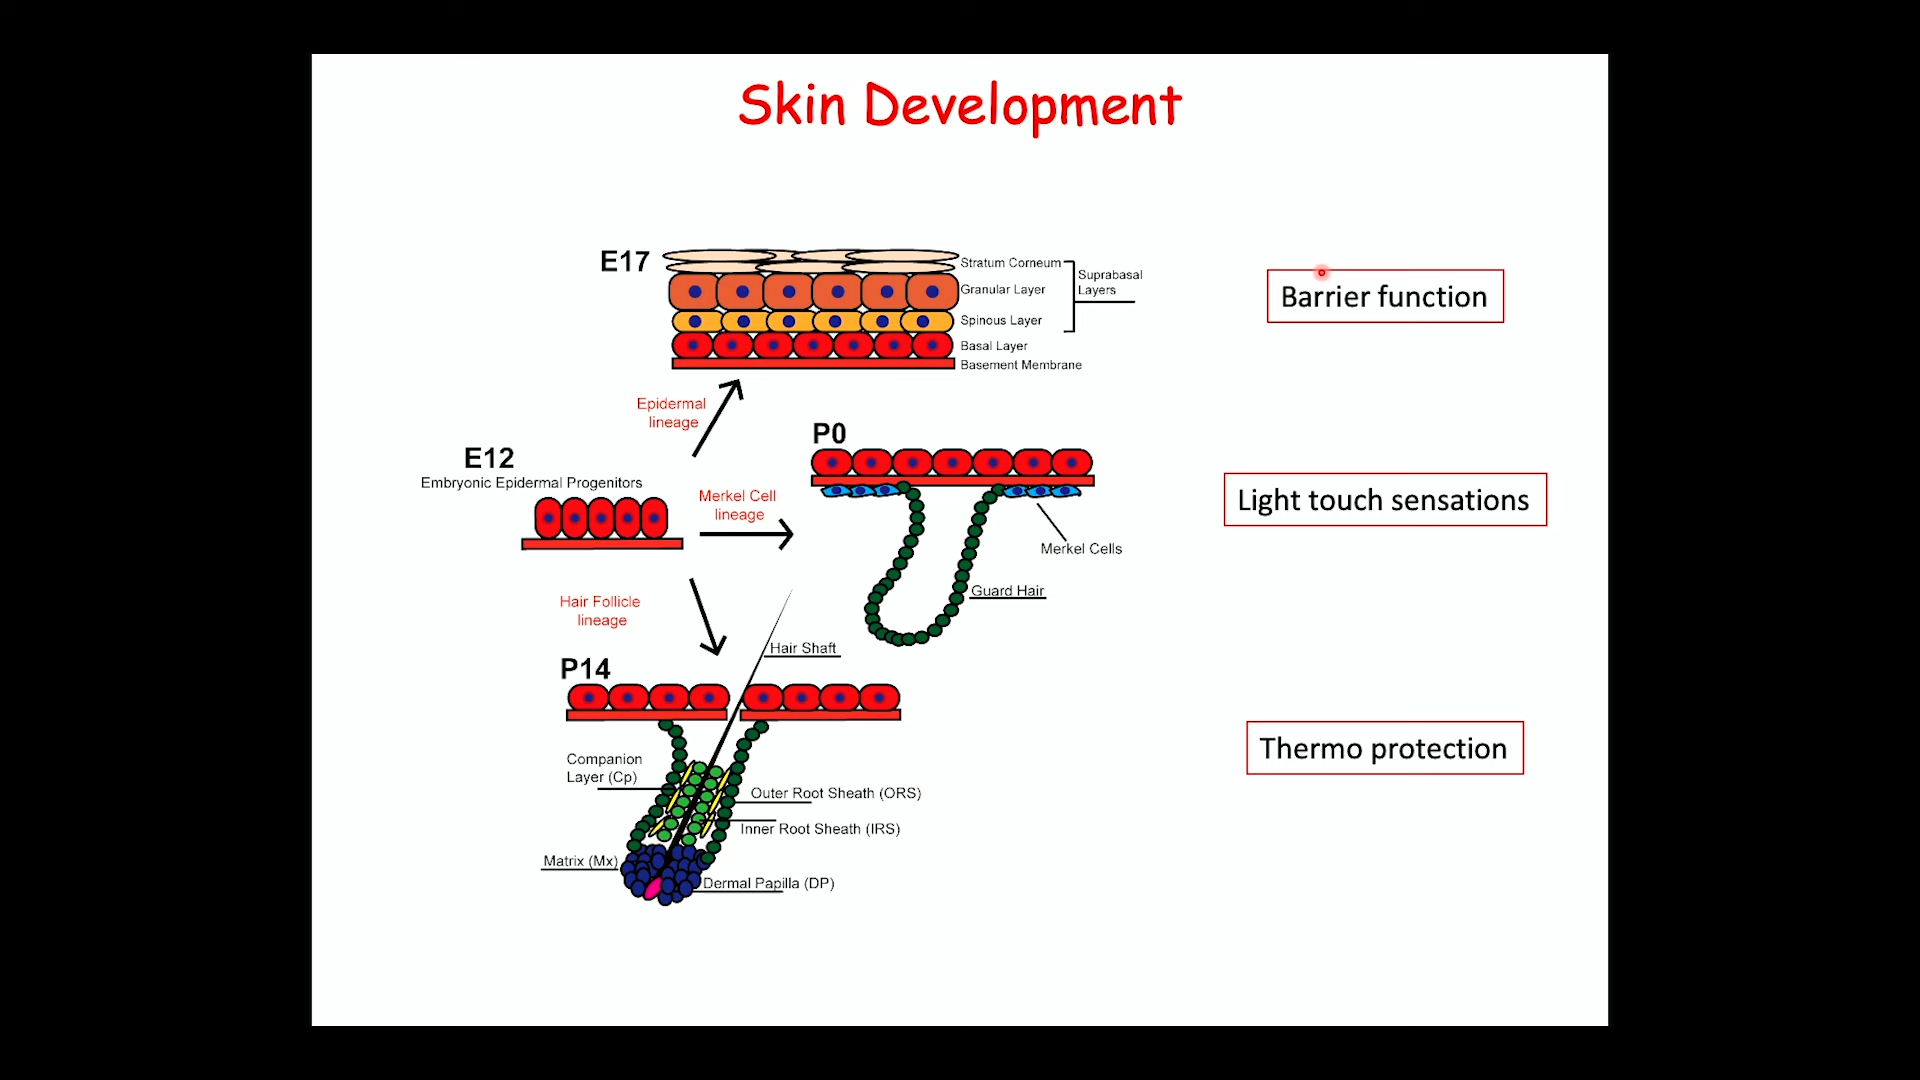 Skin Development
E17
Stratum Corneum
Granular Layer
Spinous Layer
Basal Layer
Basement Membrane
Suprabasal
Layers
Barrier function
Epidermal
lineage
E12
Embryonic Epidermal Progenitors
Merkel Cell
lineage
P0
Merkel Cells
Guard Hair
Light touch sensations
Hair Follicle
lineage
P14
Hair Shaft
Companion
Layer (Cp)
Outer Root Sheath (ORS)
Inner Root Sheath (IRS)
Matrix (Mx)
Dermal Papilla (DP)
Thermo protection